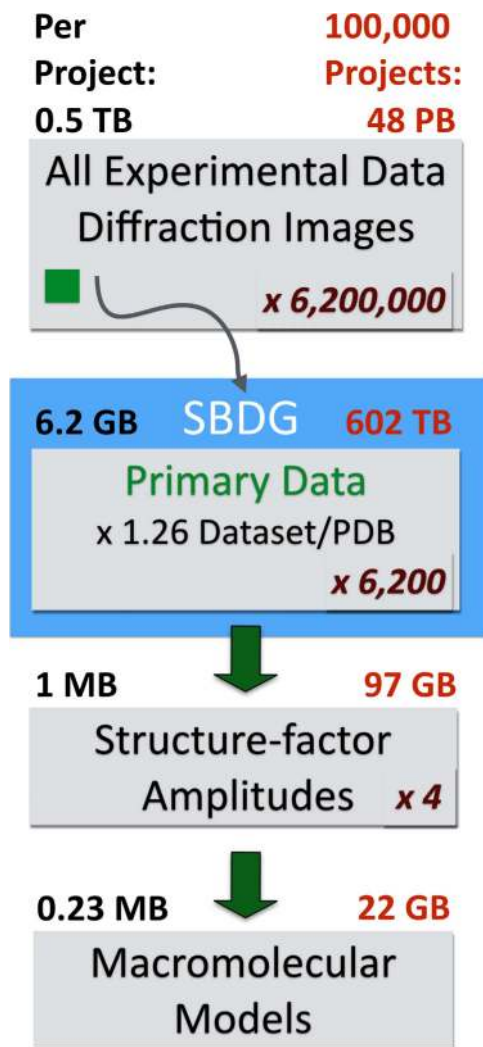 Per 100,000
Project: Projects:
0.5 TB 48 PB
All Experimental Data
Diffraction Images
x 6,200,000
6.2 GB SBDG 602 TB
Primary Data
x 1.26 Dataset/PDB
x 6,200
1 MB 97 GB
Structure-factor
Amplitudes x 4
0.23 MB 22 GB
Macromolecular
Models